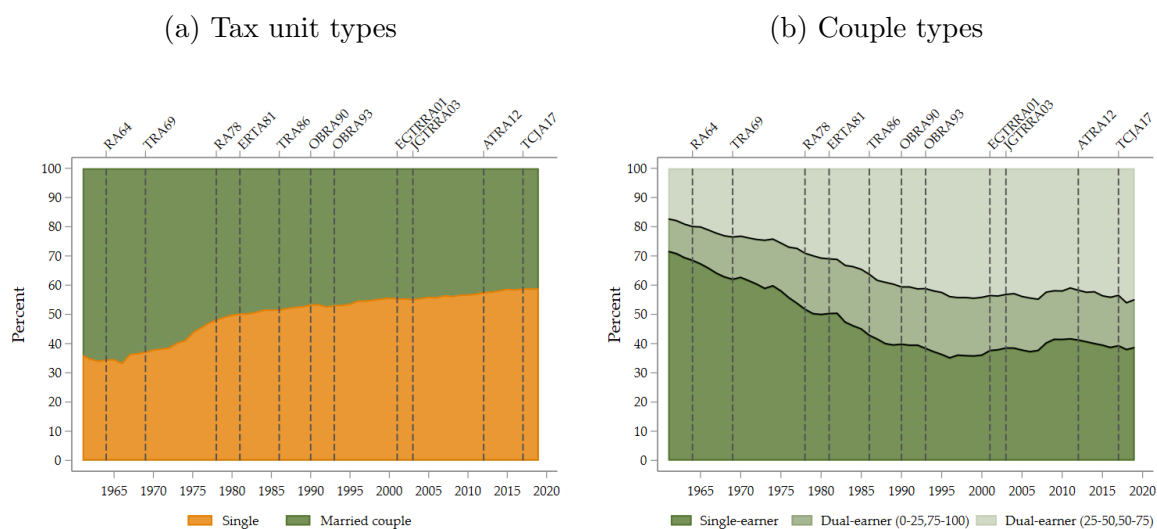 (a) Tax unit types
RA64 TRA69 RA78 ERTA81 TRA86 OBRA90 OBRA93 EGTRRA01 JGTRRA03 ATRA12 TCJA17
100
90
80
70
60
50
40
30
20
10
0
Percent
1965 1970 1975 1980 1985 1990 1995 2000 2005 2010 2015 2020
Single Married couple
(b) Couple types
RA64 TRA69 RA78 ERTA81 TRA86 OBRA90 OBRA93 EGTRRA01 JGTRRA03 ATRA12 TCJA17
100
90
80
70
60
50
40
30
20
10
0
Percent
1965 1970 1975 1980 1985 1990 1995 2000 2005 2010 2015 2020
Single-earner Dual-earner (0-25,75-100) Dual-earner (25-50,50-75)